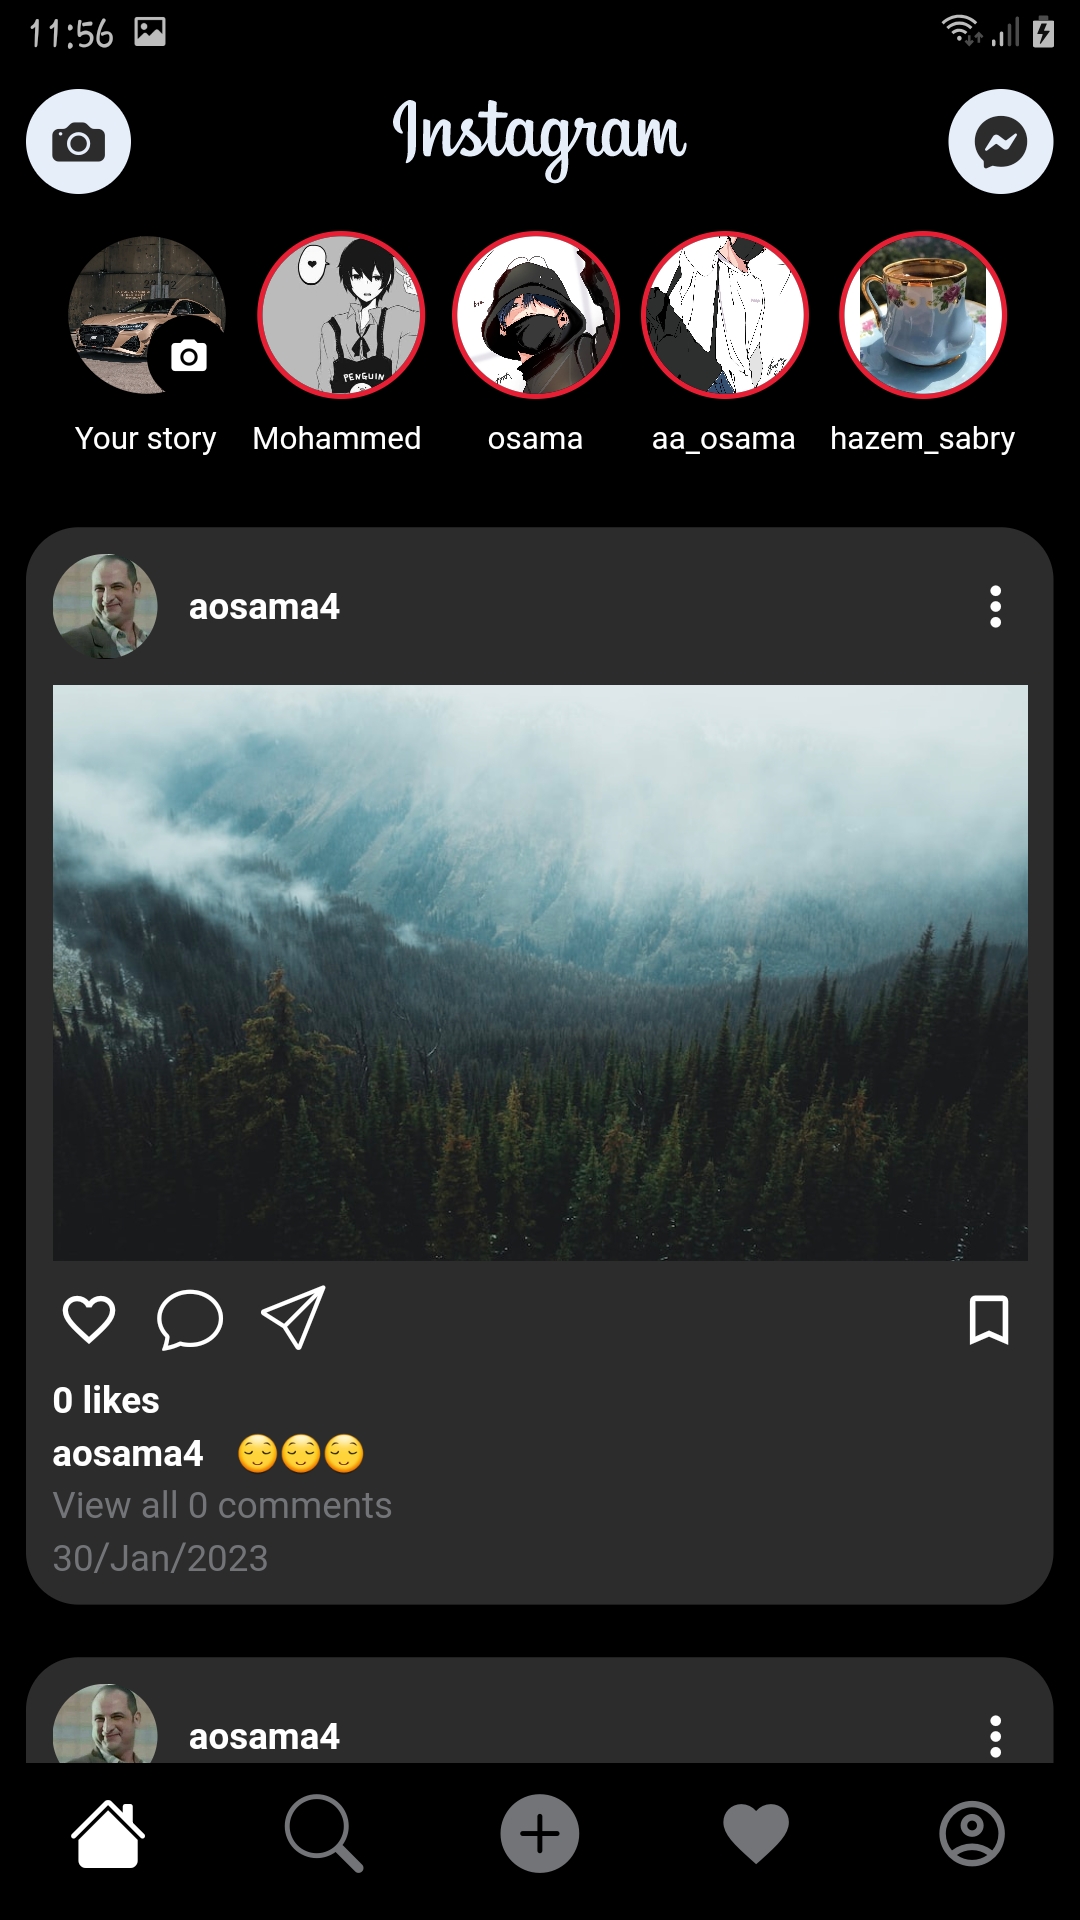 11:56
Instagram
PENGUIN
Your story
Mohammed
osama
aa_osama
hazem_sabry
aosama4
0 likes
aosama4 😌😌😌
View all 0 comments
30/Jan/2023
aosama4